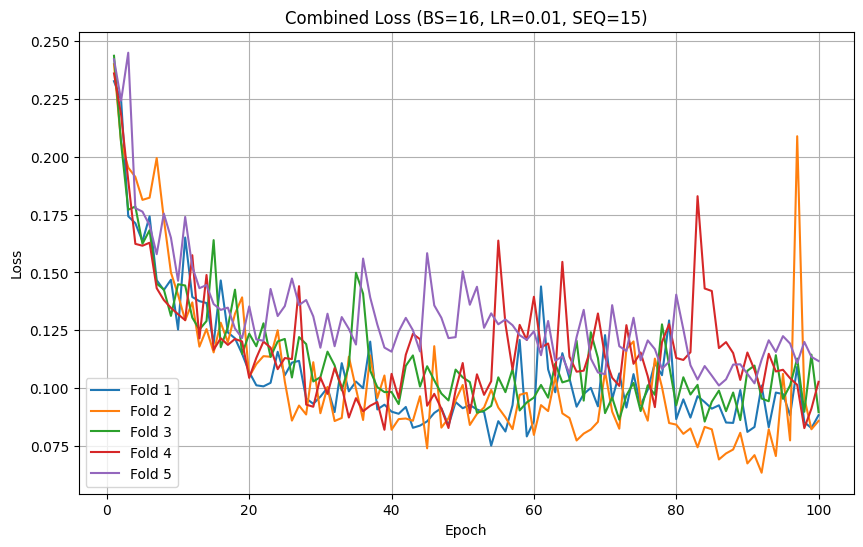 Combined Loss (BS=16, LR=0.01, SEQ=15)
0.250
0.225
0.200
0.175
0.150
0.125
0.100
0.075
Loss
Fold 1
Fold 2
Fold 3
Fold 4
Fold 5
0 20 40 60 80 100
Epoch